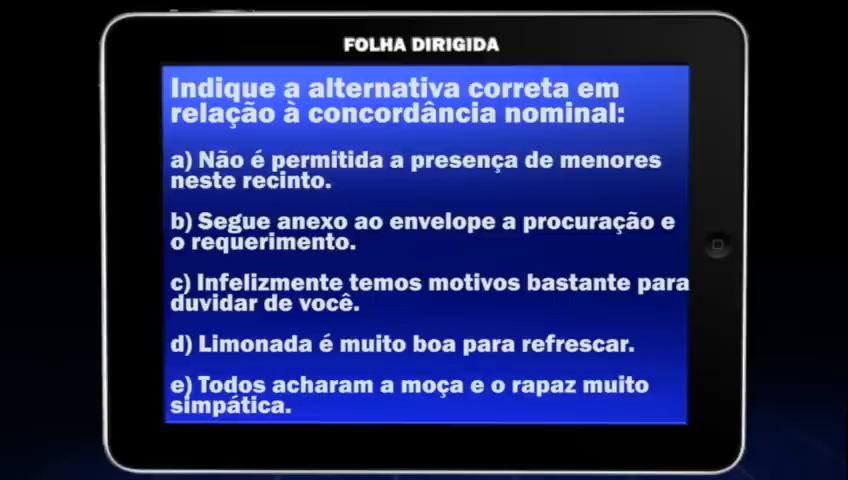 FOLHA DIRIGIDA
Indique a alternativa correta em
relação à concordância nominal:
a) Não é permitida a presença de menores
neste recinto.
b) Segue anexo ao envelope a procuração e
o requerimento.
c) Infelizmente temos motivos bastante para
duvidar de você.
d) Limonada é muito boa para refrescar.
e) Todos acharam a moça e o rapaz muito
simpática.